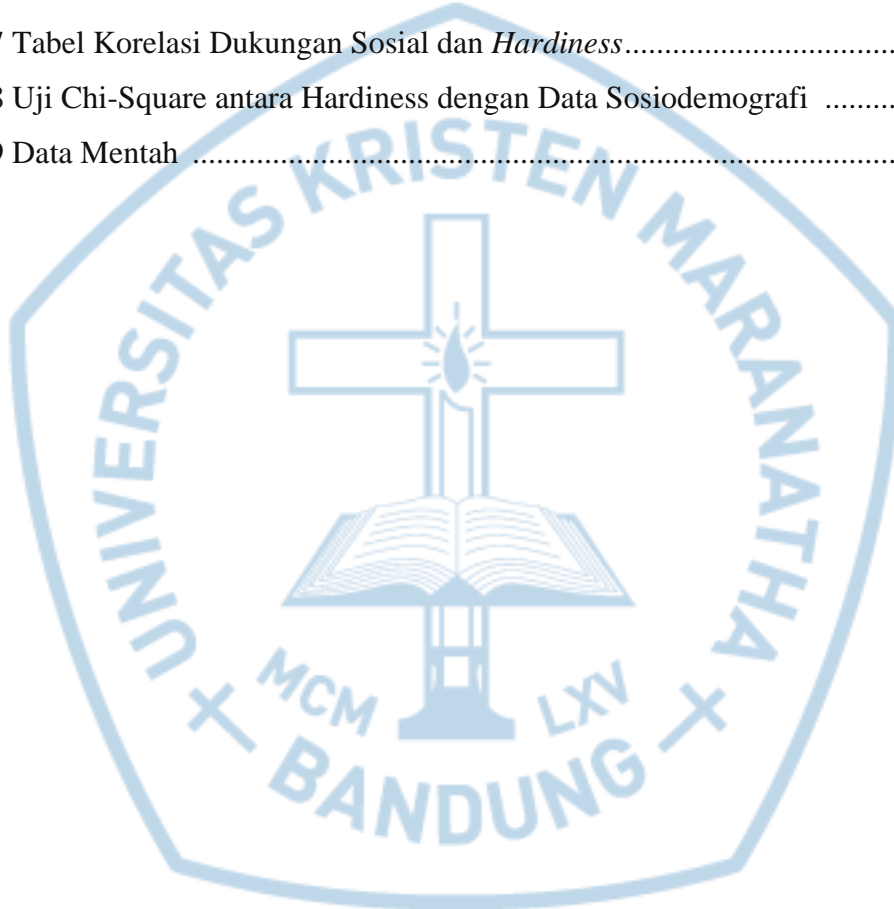 7 Tabel Korelasi Dukungan Sosial dan Hardiness..................................
8 Uji Chi-Square antara Hardiness dengan Data Sosiodemografi .........
9 Data Mentah .........................................................................................
UNIVERSITAS KRISTEN MARANATHA
MCM LXV
BANDUNG